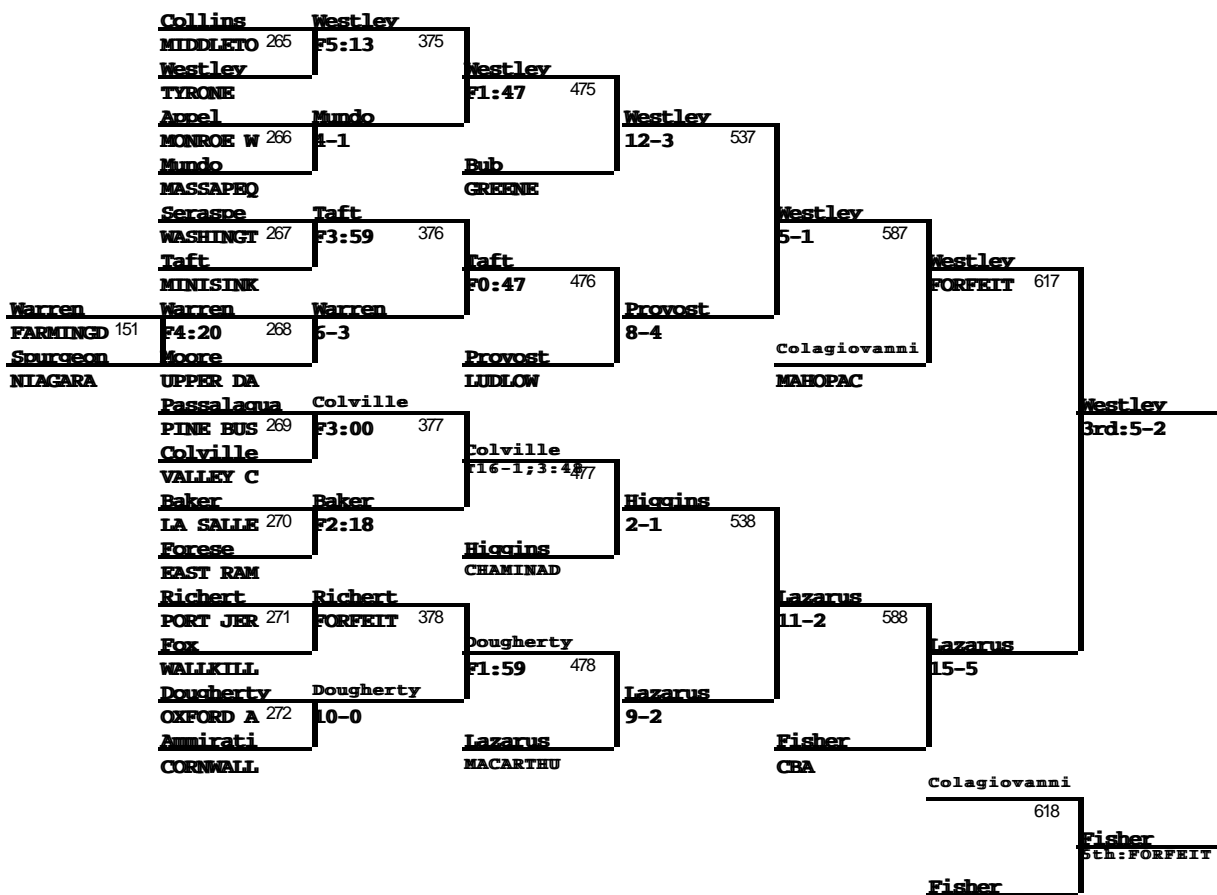 Collins Westley
MIDDLETO 265 F5:13 375
Westley Westley
TYRONE F1:47 475
Appel Mundo Westley
MONROE W 266 4-1 12-3 537
Mundo Bub
MASSAPEQ GREENE
Seraspe Taft Westley
WASHINGT 267 F3:59 376 5-1 587
Taft Taft Westley
MINISINK F0:47 476 FORFEIT 617
Warren Warren Warren Provost
FARMINGD 151 F4:20 268 6-3 8-4
Spurgeon Moore Provost Colagiovanni
NIAGARA UPPER DA LUDLOW MAHOPAC
Passalaqua Colville Westley
PINE BUS 269 F3:00 377 3rd:5-2
Colville Colville
VALLEY C T16-1;3:48 477
Baker Baker Higgins
LA SALLE 270 F2:18 2-1 538
Forese Higgins
EAST RAM CHAMINAD
Richert Richert Lazarus
PORT JER 271 FORFEIT 378 11-2 588
Fox Dougherty Lazarus
WALLKILL F1:59 478 15-5
Dougherty Dougherty Lazarus
OXFORD A 272 10-0 9-2
Ammirati Lazarus Fisher
CORNWALL MACARTHU CBA
Colagiovanni
618
Fisher
5th:FORFEIT
Fisher